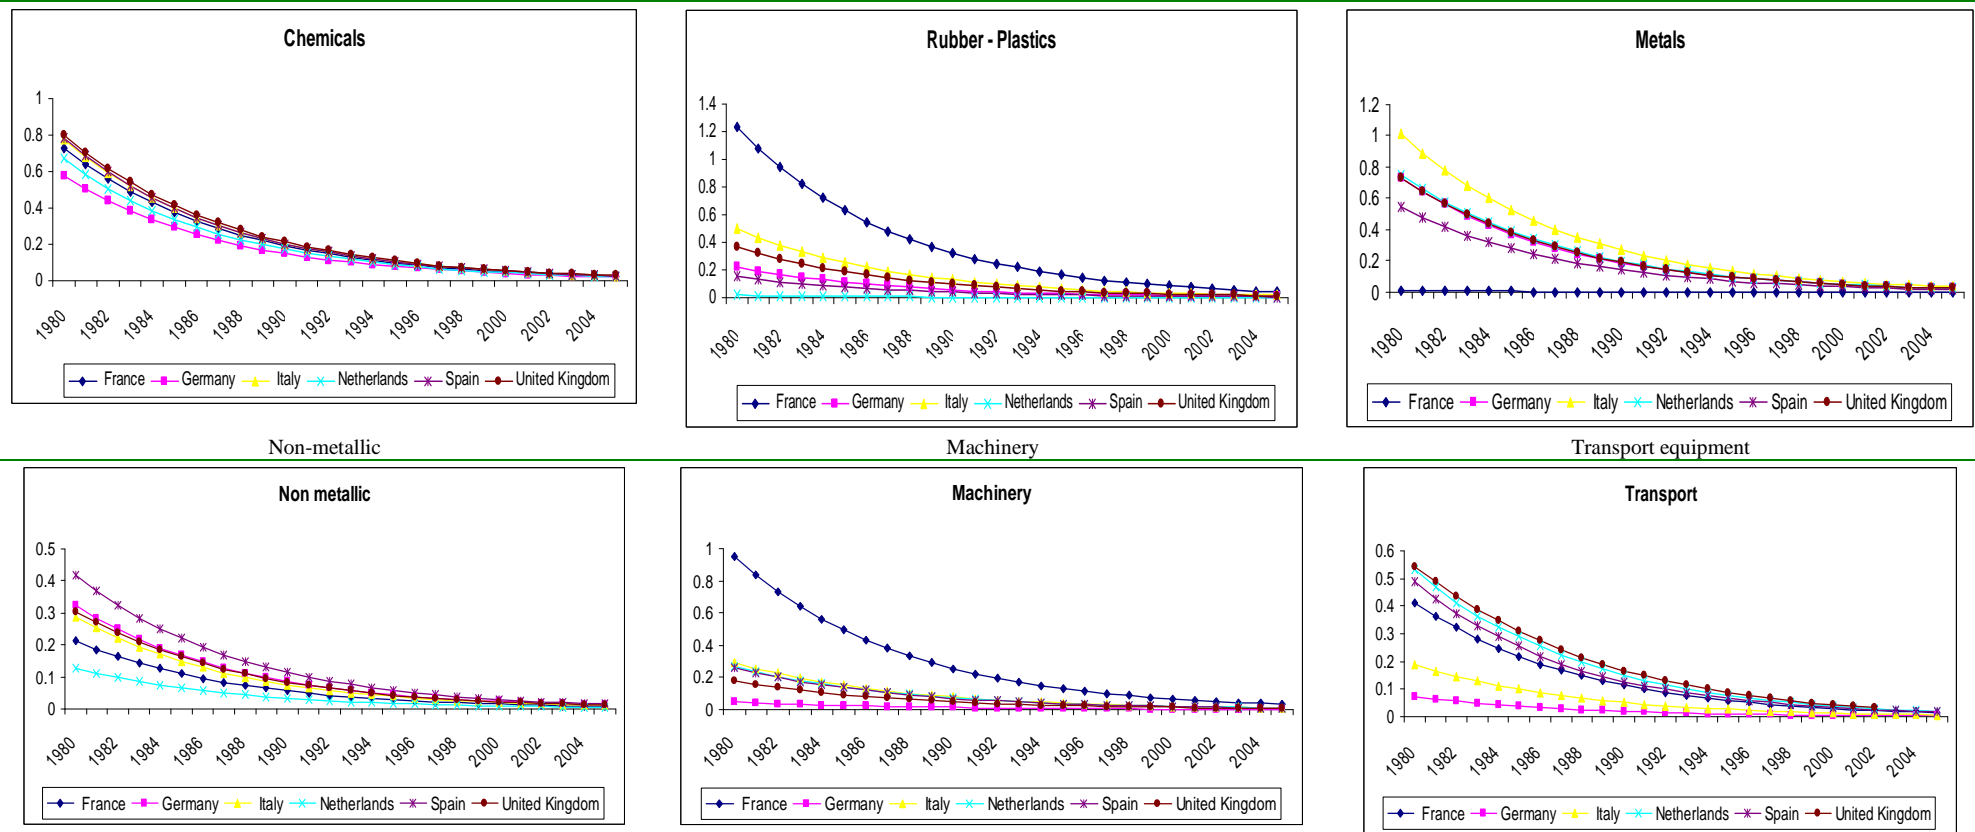 Chemicals
1
0.8
0.6
0.4
0.2
0
1980 1982 1984 1986 1988 1990 1992 1994 1996 1998 2000 2002 2004
France Germany Italy Netherlands Spain United Kingdom
Rubber - Plastics
1.4
1.2
1
0.8
0.6
0.4
0.2
0
1980 1982 1984 1986 1988 1990 1992 1994 1996 1998 2000 2002 2004
France Germany Italy Netherlands Spain United Kingdom
Metals
1.2
1
0.8
0.6
0.4
0.2
0
1980 1982 1984 1986 1988 1990 1992 1994 1996 1998 2000 2002 2004
France Germany Italy Netherlands Spain United Kingdom
Non-metallic Machinery Transport equipment
Non metallic
0.5
0.4
0.3
0.2
0.1
0
1980 1982 1984 1986 1988 1990 1992 1994 1996 1998 2000 2002 2004
France Germany Italy Netherlands Spain United Kingdom
Machinery
1
0.8
0.6
0.4
0.2
0
1980 1982 1984 1986 1988 1990 1992 1994 1996 1998 2000 2002 2004
France Germany Italy Netherlands Spain United Kingdom
Transport
0.6
0.5
0.4
0.3
0.2
0.1
0
1980 1982 1984 1986 1988 1990 1992 1994 1996 1998 2000 2002 2004
France Germany Italy Netherlands Spain United Kingdom